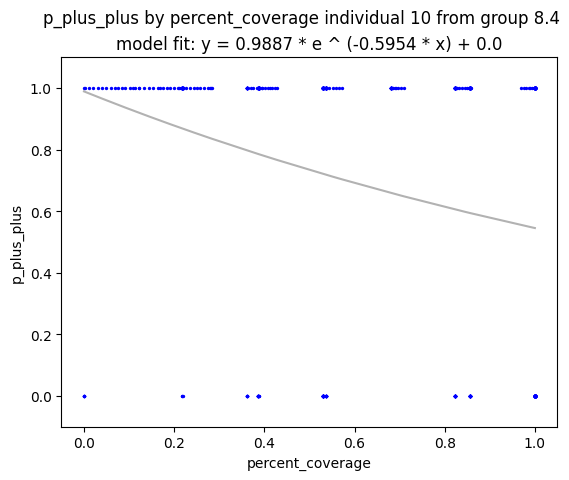 p_plus_plus by percent_coverage individual 10 from group 8.4
model fit: y = 0.9887 * e ^ (-0.5954 * x) + 0.0
p_plus_plus
1.0
0.8
0.6
0.4
0.2
0.0
0.0 0.2 0.4 0.6 0.8 1.0
percent_coverage